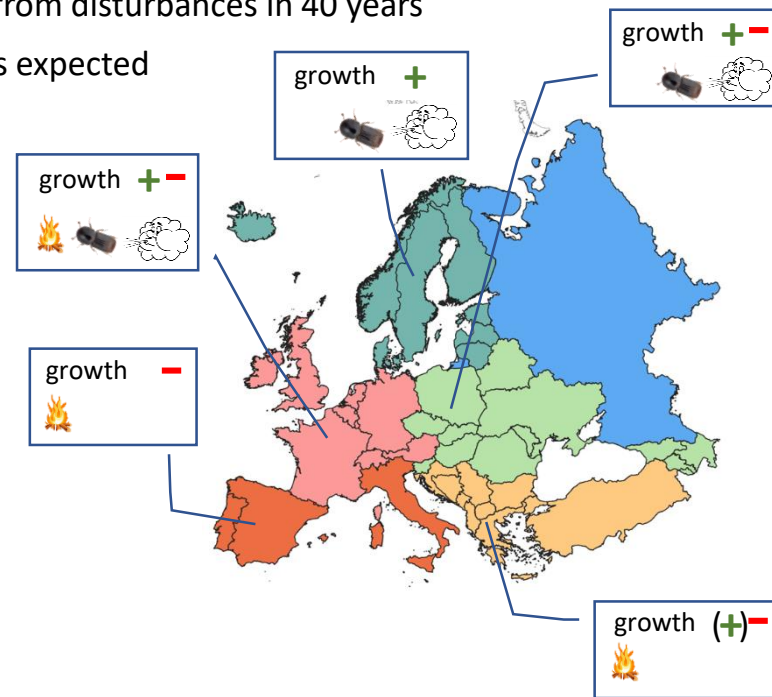 from disturbances in 40 years
s expected
growth + -
growth +
growth + -
growth -
growth (+) -